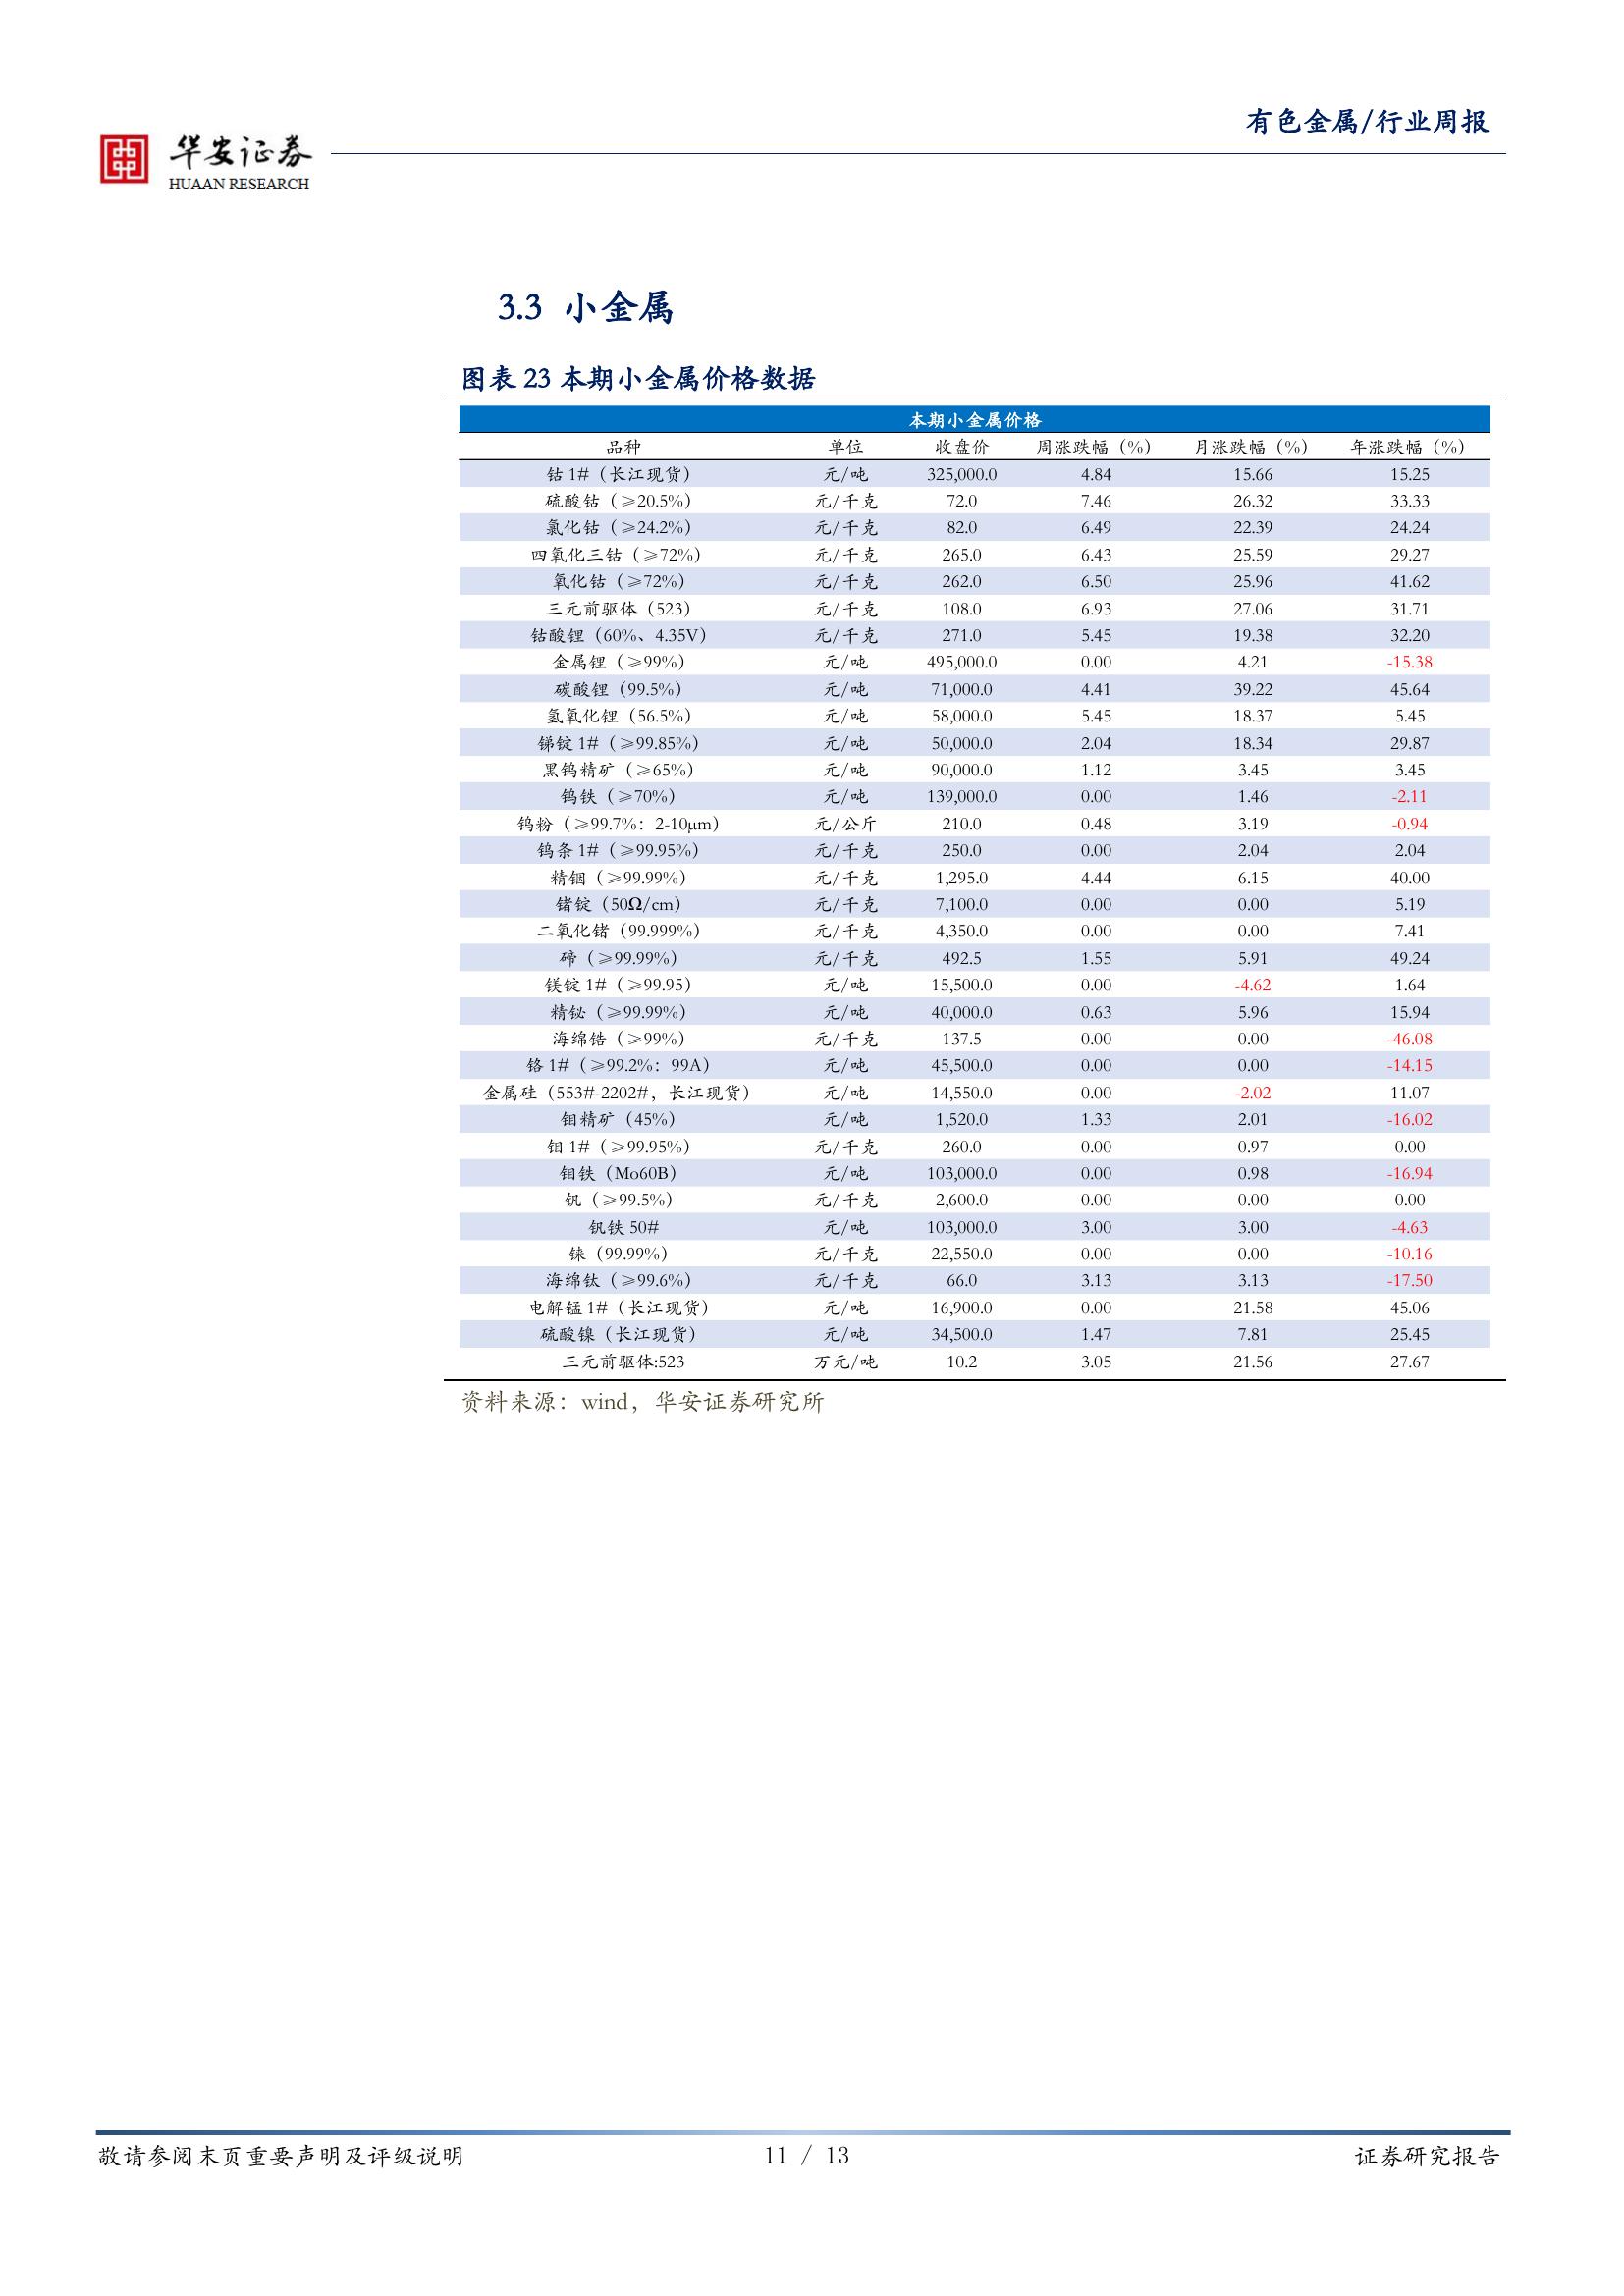 有色金属/行业周报
华安证券
HUAAN RESEARCH
3.3 小金属
图表 23 本期小金属价格数据
本期小金属价格
品种 单位 收盘价 周涨跌幅（%） 月涨跌幅（%） 年涨跌幅（%）
钴 1#（长江现货） 元/吨 325,000.0 4.84 15.66 15.25
硫酸钴（≥20.5%） 元/千克 72.0 7.46 26.32 33.33
氯化钴（≥24.2%） 元/千克 82.0 6.49 22.39 24.24
四氧化三钴（≥72%） 元/千克 265.0 6.43 25.59 29.27
氧化钴（≥72%） 元/千克 262.0 6.50 25.96 41.62
三元前驱体（523） 元/千克 108.0 6.93 27.06 31.71
钴酸锂（60%、4.35V） 元/千克 271.0 5.45 19.38 32.20
金属锂（≥99%） 元/吨 495,000.0 0.00 4.21 -15.38
碳酸锂（99.5%） 元/吨 71,000.0 4.41 39.22 45.64
氢氧化锂（56.5%） 元/吨 58,000.0 5.45 18.37 5.45
锑锭 1#（≥99.85%） 元/吨 50,000.0 2.04 18.34 29.87
黑钨精矿（≥65%） 元/吨 90,000.0 1.12 3.45 3.45
钨铁（≥70%） 元/吨 139,000.0 0.00 1.46 -2.11
钨粉（≥99.7%：2-10μm） 元/公斤 210.0 0.48 3.19 -0.94
钨条 1#（≥99.95%） 元/千克 250.0 0.00 2.04 2.04
精铟（≥99.99%） 元/千克 1,295.0 4.44 6.15 40.00
锗锭（50Ω/cm） 元/千克 7,100.0 0.00 0.00 5.19
二氧化锗（99.999%） 元/千克 4,350.0 0.00 0.00 7.41
碲（≥99.99%） 元/千克 492.5 1.55 5.91 49.24
镁锭 1#（≥99.95） 元/吨 15,500.0 0.00 -4.62 1.64
精铋（≥99.99%） 元/吨 40,000.0 0.63 5.96 15.94
海绵锆（≥99%） 元/千克 137.5 0.00 0.00 -46.08
铬 1#（≥99.2%：99A） 元/吨 45,500.0 0.00 0.00 -14.15
金属硅（553#-2202#，长江现货） 元/吨 14,550.0 0.00 -2.02 11.07
钼精矿（45%） 元/吨 1,520.0 1.33 2.01 -16.02
钼 1#（≥99.95%） 元/千克 260.0 0.00 0.97 0.00
钼铁（Mo60B） 元/吨 103,000.0 0.00 0.98 -16.94
钒（≥99.5%） 元/千克 2,600.0 0.00 0.00 0.00
钒铁 50# 元/吨 103,000.0 3.00 3.00 -4.63
铼（99.99%） 元/千克 22,550.0 0.00 0.00 -10.16
海绵钛（≥99.6%） 元/千克 66.0 3.13 3.13 -17.50
电解锰 1#（长江现货） 元/吨 16,900.0 0.00 21.58 45.06
硫酸镍（长江现货） 元/吨 34,500.0 1.47 7.81 25.45
三元前驱体:523 万元/吨 10.2 3.05 21.56 27.67
资料来源：wind，华安证券研究所
敬请参阅末页重要声明及评级说明 11 / 13 证券研究报告